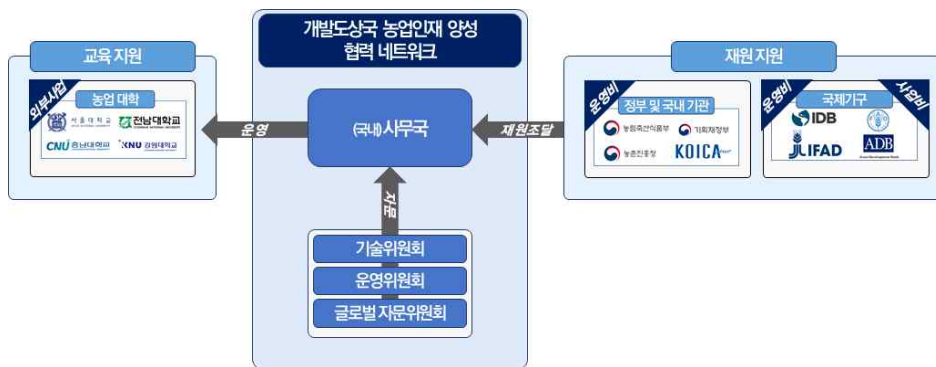 개발도상국 농업인재 양성
협력 네트워크
교육 지원
외부사업
농업 대학
서울대학교
전남대학교
CNU 충남대학교
KNU 강원대학교
운영
(국내) 사무국
자문
기술위원회
운영위원회
글로벌 자문위원회
재원조달
재원 지원
운영비
정부 및 국내 기관
농림축산식품부
기획재정부
농촌진흥청
KOICA
운영비
사업비
국제기구
IDB
IFAD
ADB